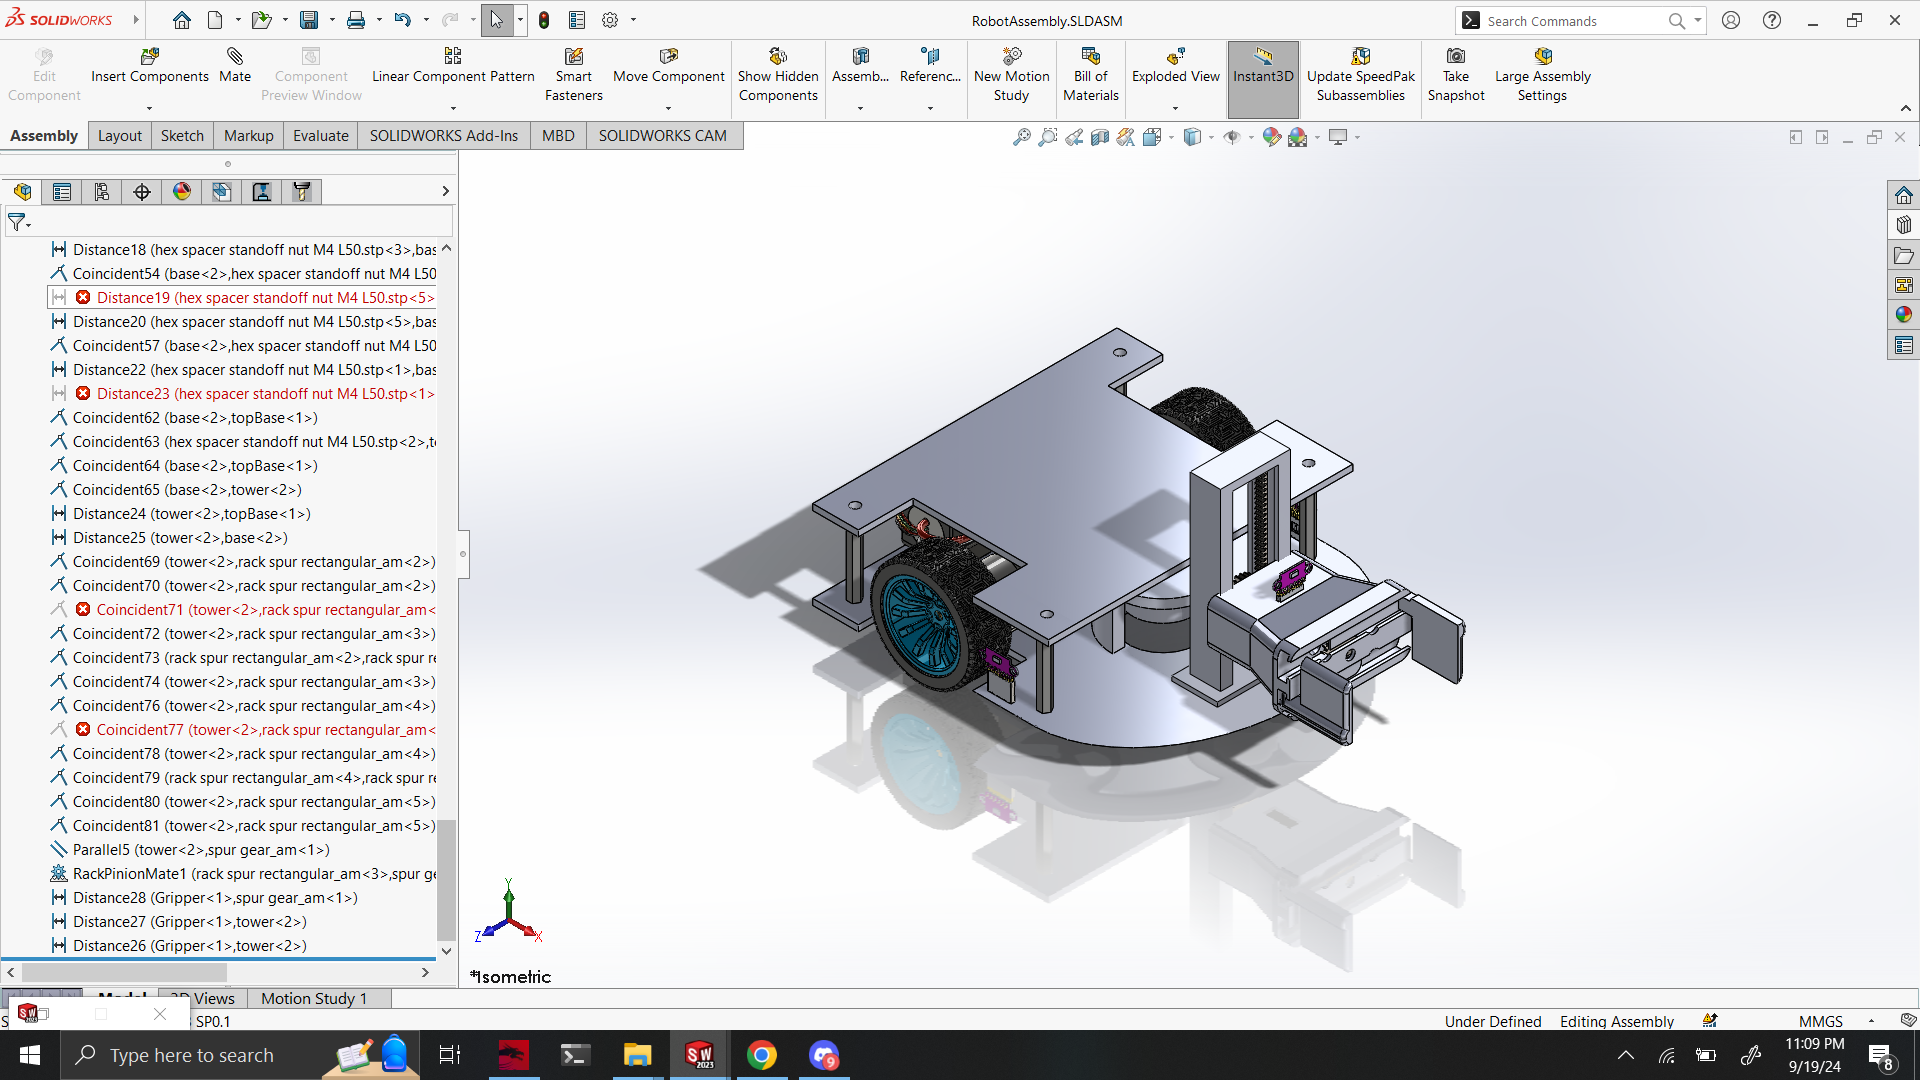 SOLIDWORKS
RobotAssembly.SLDASM
Search Commands
Edit Component
Insert Components
Mate
Component Preview Window
Linear Component Pattern
Smart Fasteners
Move Component
Show Hidden Components
Assemb...
Referenc...
New Motion Study
Bill of Materials
Exploded View
Instant3D
Update SpeedPak Subassemblies
Take Snapshot
Large Assembly Settings
Assembly
Layout
Sketch
Markup
Evaluate
SOLIDWORKS Add-Ins
MBD
SOLIDWORKS CAM
Distance18 (hex spacer standoff nut M4 L50.stp<3>,bas
Coincident54 (base<2>,hex spacer standoff nut M4 L50
Distance19 (hex spacer standoff nut M4 L50.stp<5>
Distance20 (hex spacer standoff nut M4 L50.stp<5>,bas
Coincident57 (base<2>,hex spacer standoff nut M4 L50
Distance22 (hex spacer standoff nut M4 L50.stp<1>,bas
Distance23 (hex spacer standoff nut M4 L50.stp<1>
Coincident62 (base<2>,topBase<1>)
Coincident63 (hex spacer standoff nut M4 L50.stp<2>,t
Coincident64 (base<2>,topBase<1>)
Coincident65 (base<2>,tower<2>)
Distance24 (tower<2>,topBase<1>)
Distance25 (tower<2>,base<2>)
Coincident69 (tower<2>,rack spur rectangular_am<2>)
Coincident70 (tower<2>,rack spur rectangular_am<2>)
Coincident71 (tower<2>,rack spur rectangular_am<
Coincident72 (tower<2>,rack spur rectangular_am<3>)
Coincident73 (rack spur rectangular_am<2>,rack spur re
Coincident74 (tower<2>,rack spur rectangular_am<3>)
Coincident76 (tower<2>,rack spur rectangular_am<4>)
Coincident77 (tower<2>,rack spur rectangular_am<
Coincident78 (tower<2>,rack spur rectangular_am<4>)
Coincident79 (rack spur rectangular_am<4>,rack spur re
Coincident80 (tower<2>,rack spur rectangular_am<5>)
Coincident81 (tower<2>,rack spur rectangular_am<5>)
Parallel5 (tower<2>,spur gear_am<1>)
RackPinionMate1 (rack spur rectangular_am<3>,spur ge
Distance28 (Gripper<1>,spur gear_am<1>)
Distance27 (Gripper<1>,tower<2>)
Distance26 (Gripper<1>,tower<2>)
Y
Z
X
*Isometric
Model
3D Views
Motion Study 1
SP0.1
Under Defined
Editing Assembly
MMGS
Type here to search
SW 2023
9
11:09 PM
9/19/24
8